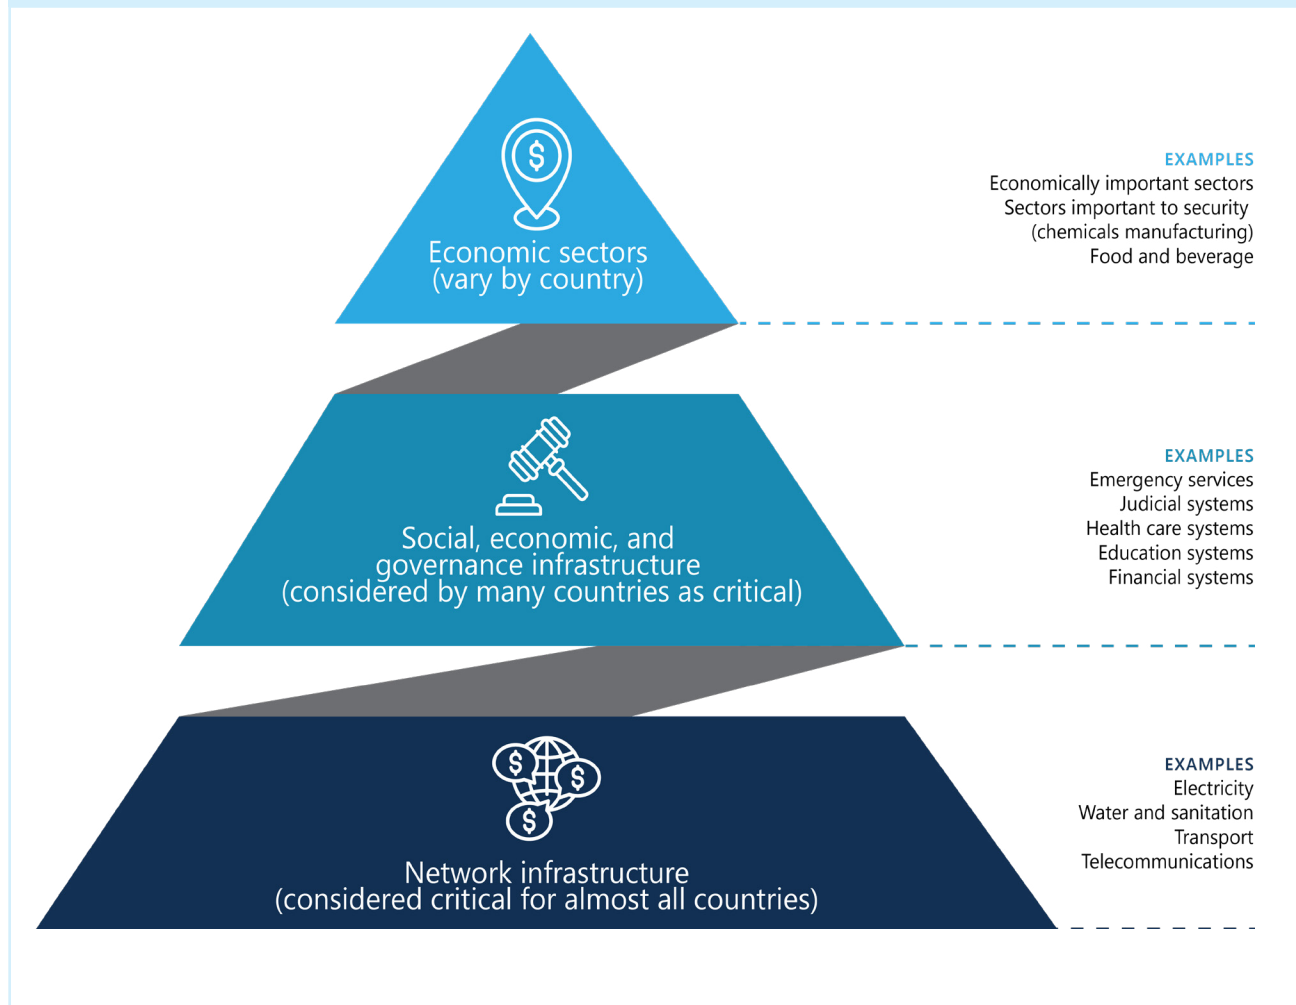 EXAMPLES
Economically important sectors
Sectors important to security
(chemicals manufacturing)
Food and beverage
$
Economic sectors
(vary by country)
EXAMPLES
Emergency services
Judicial systems
Health care systems
Education systems
Financial systems
Social, economic, and
governance infrastructure
(considered by many countries as critical)
EXAMPLES
Electricity
Water and sanitation
Transport
Telecommunications
$
$
$
Network infrastructure
(considered critical for almost all countries)